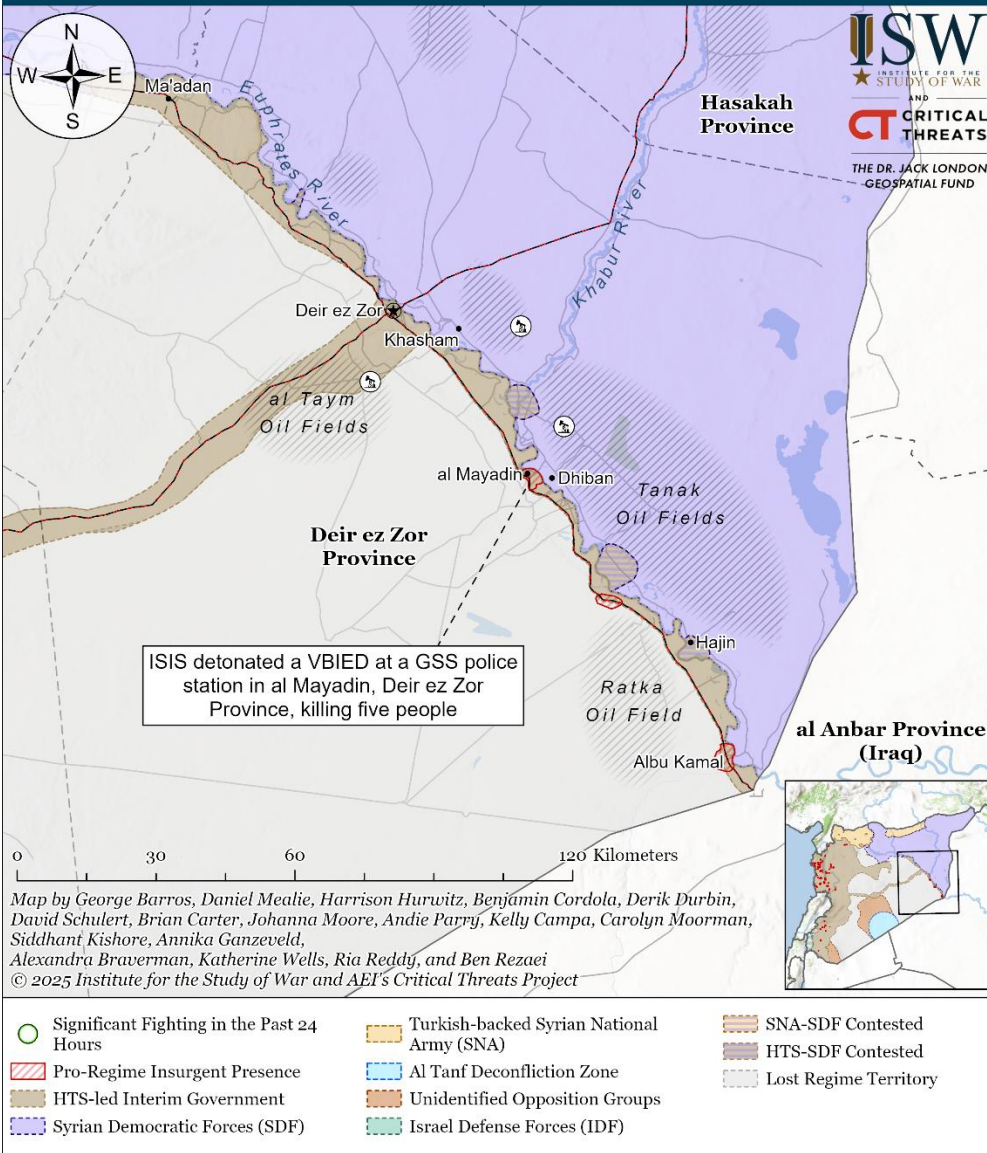 N
W E
S
ISW
INSTITUTE FOR THE
STUDY OF WAR
AND
CT CRITICAL
THREATS
THE DR. JACK LONDON
GEOSPATIAL FUND
Ma'adan
Euphrates River
Hasakah
Province
Khabur River
Deir ez Zor
Khasham
al Taym
Oil Fields
al Mayadin
Dhiban
Tanak
Oil Fields
Deir ez Zor
Province
ISIS detonated a VBIED at a GSS police
station in al Mayadin, Deir ez Zor
Province, killing five people
Hajin
Ratka
Oil Field
al Anbar Province
(Iraq)
Albu Kamal
0 30 60 120 Kilometers
Map by George Barros, Daniel Mealie, Harrison Hurwitz, Benjamin Cordola, Derik Durbin,
David Schulert, Brian Carter, Johanna Moore, Andie Parry, Kelly Campa, Carolyn Moorman,
Siddhant Kishore, Annika Ganzeveld,
Alexandra Braverman, Katherine Wells, Ria Reddy, and Ben Rezaei
© 2025 Institute for the Study of War and AEI's Critical Threats Project
Significant Fighting in the Past 24
Hours
Pro-Regime Insurgent Presence
HTS-led Interim Government
Syrian Democratic Forces (SDF)
Turkish-backed Syrian National
Army (SNA)
Al Tanf Deconfliction Zone
Unidentified Opposition Groups
Israel Defense Forces (IDF)
SNA-SDF Contested
HTS-SDF Contested
Lost Regime Territory